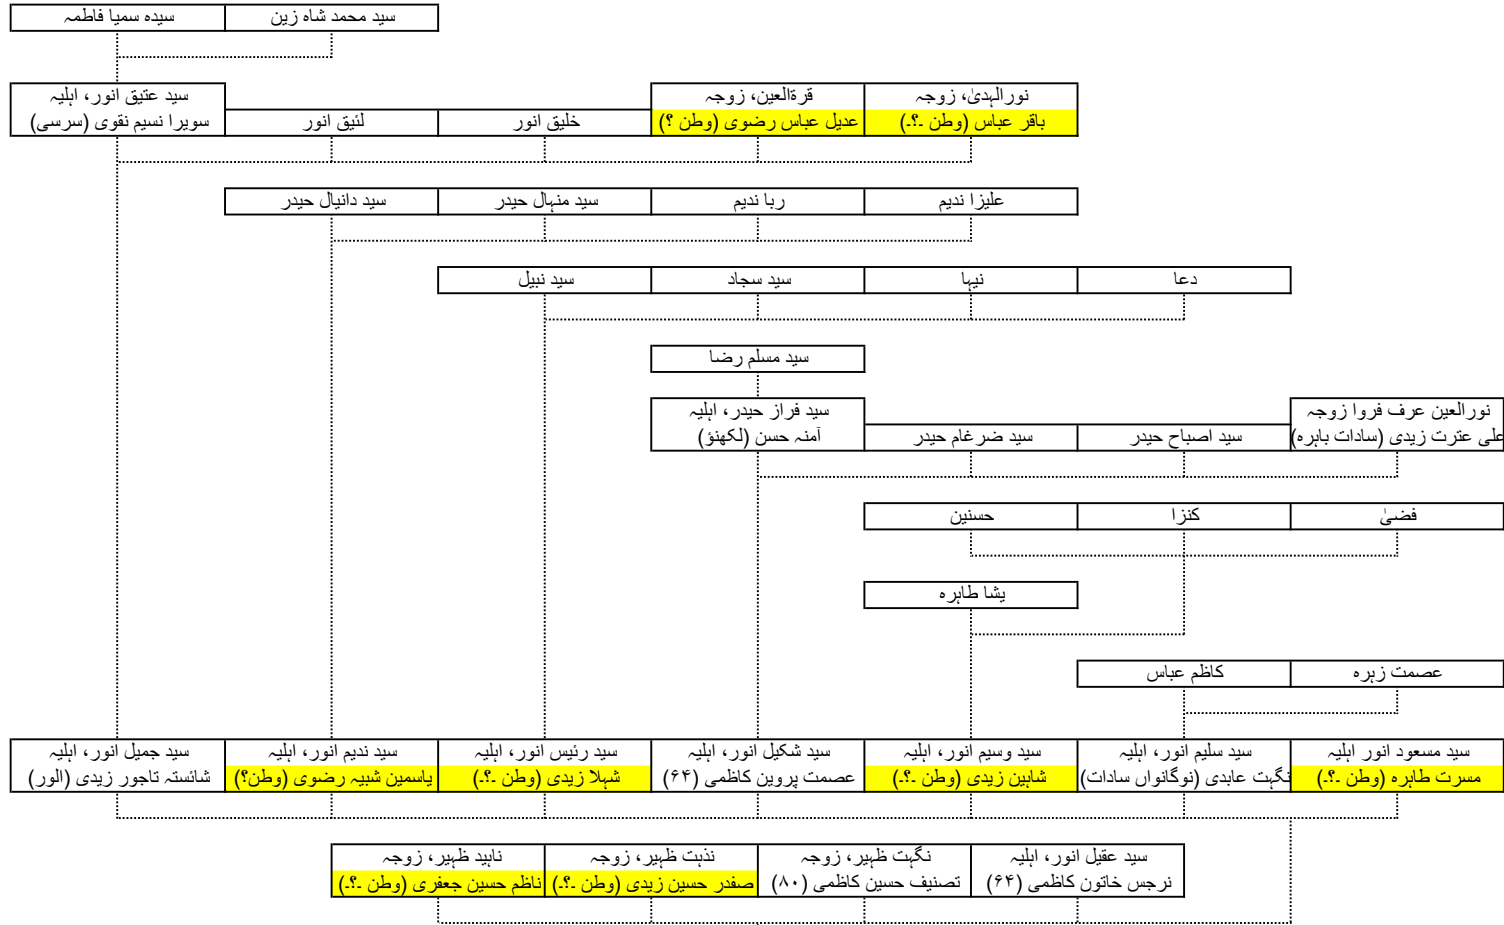 سید محمد شاہ زین
سیدہ سمیا فاطمہ
نورالہدیٰ، زوجہ
باقر عباس (وطن ۔؟۔)
قرۃالعین، زوجہ
عدیل عباس رضوی (وطن ؟)
خلیق انور
لئیق انور
سید عتیق انور، اہلیہ
سویرا نسیم نقوی (سرسی)
علیزا ندیم
ربا ندیم
سید منہال حیدر
سید دانیال حیدر
دعا
نیہا
سید سجاد
سید نبیل
سید مسلم رضا
نورالعین عرف فروا زوجہ
علی عترت زیدی (سادات باہرہ)
سید اصباح حیدر
سید ضرغام حیدر
سید فراز حیدر، اہلیہ
آمنہ حسن (لکھنؤ)
فضیٰ
کنزا
حسنین
یشا طاہرہ
عصمت زہرہ
کاظم عباس
سید مسعود انور اہلیہ
مسرت طاہرہ (وطن ۔؟۔)
سید سلیم انور، اہلیہ
نگہت عابدی (نوگانواں سادات)
سید وسیم انور، اہلیہ
شاہین زیدی (وطن ۔؟۔)
سید شکیل انور، اہلیہ
عصمت پروین کاظمی (۶۴)
سید رئیس انور، اہلیہ
شہلا زیدی (وطن ۔؟۔)
سید ندیم انور، اہلیہ
یاسمین شبیہ رضوی (وطن؟)
سید جمیل انور، اہلیہ
شائستہ تاجور زیدی (الور)
سید عقیل انور، اہلیہ
نرجس خاتون کاظمی (۶۴)
نگہت ظہیر، زوجہ
تصنیف حسین کاظمی (۸۰)
نذہت ظہیر، زوجہ
صفدر حسین زیدی (وطن ۔؟۔)
ناہید ظہیر، زوجہ
ناظم حسین جعفری (وطن ۔؟۔)